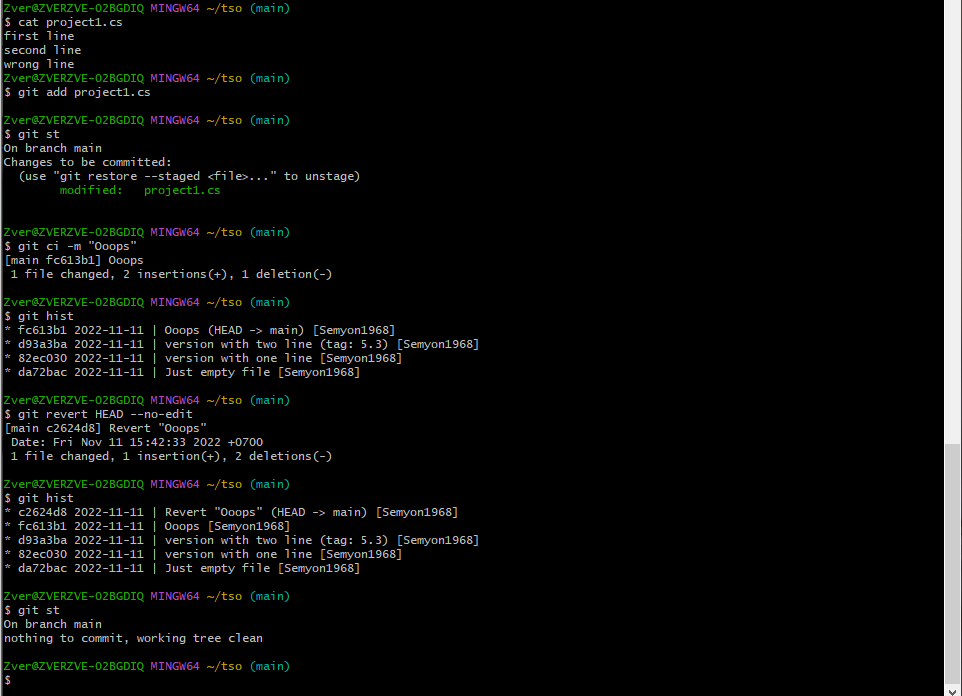 Zver@ZVERZVE-O2BGDIQ MINGW64 ~/tso (main)
$ cat project1.cs
first line
second line
wrong line
Zver@ZVERZVE-O2BGDIQ MINGW64 ~/tso (main)
$ git add project1.cs
Zver@ZVERZVE-O2BGDIQ MINGW64 ~/tso (main)
$ git st
On branch main
Changes to be committed:
  (use "git restore --staged <file>..." to unstage)
        modified:   project1.cs
Zver@ZVERZVE-O2BGDIQ MINGW64 ~/tso (main)
$ git ci -m "Ooops"
[main fc613b1] Ooops
 1 file changed, 2 insertions(+), 1 deletion(-)
Zver@ZVERZVE-O2BGDIQ MINGW64 ~/tso (main)
$ git hist
* fc613b1 2022-11-11 | Ooops (HEAD -> main) [Semyon1968]
* d93a3ba 2022-11-11 | version with two line (tag: 5.3) [Semyon1968]
* 82ec030 2022-11-11 | version with one line [Semyon1968]
* da72bac 2022-11-11 | Just empty file [Semyon1968]
Zver@ZVERZVE-O2BGDIQ MINGW64 ~/tso (main)
$ git revert HEAD --no-edit
[main c2624d8] Revert "Ooops"
 Date: Fri Nov 11 15:42:33 2022 +0700
 1 file changed, 1 insertion(+), 2 deletions(-)
Zver@ZVERZVE-O2BGDIQ MINGW64 ~/tso (main)
$ git hist
* c2624d8 2022-11-11 | Revert "Ooops" (HEAD -> main) [Semyon1968]
* fc613b1 2022-11-11 | Ooops [Semyon1968]
* d93a3ba 2022-11-11 | version with two line (tag: 5.3) [Semyon1968]
* 82ec030 2022-11-11 | version with one line [Semyon1968]
* da72bac 2022-11-11 | Just empty file [Semyon1968]
Zver@ZVERZVE-O2BGDIQ MINGW64 ~/tso (main)
$ git st
On branch main
nothing to commit, working tree clean
Zver@ZVERZVE-O2BGDIQ MINGW64 ~/tso (main)
$